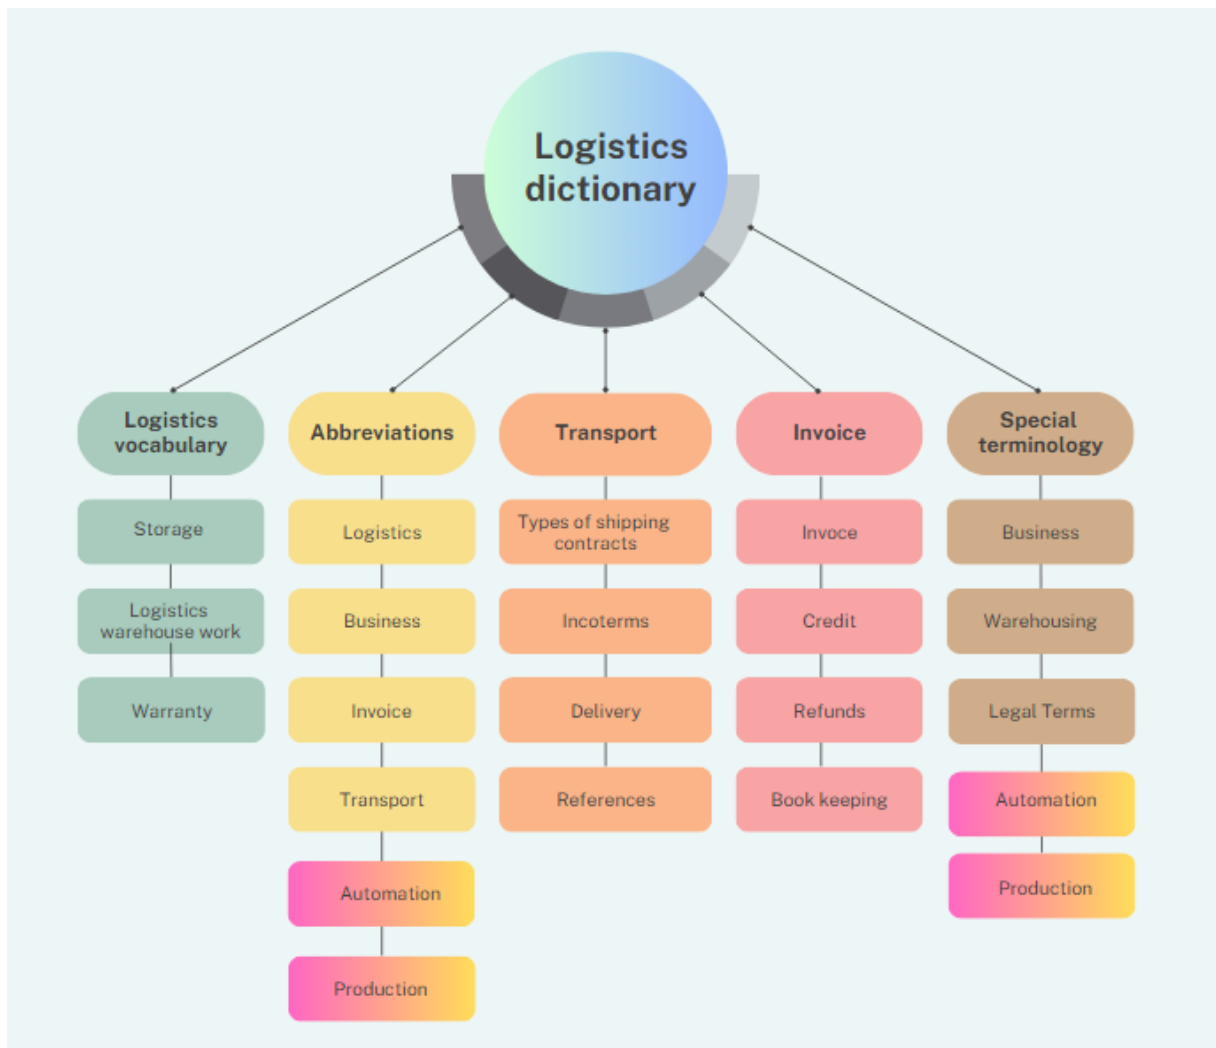 Logistics
dictionary
Logistics
vocabulary
Storage
Logistics
warehouse work
Warranty
Abbreviations
Logistics
Business
Invoice
Transport
Automation
Production
Transport
Types of shipping
contracts
Incoterms
Delivery
References
Invoice
Invoce
Credit
Refunds
Book keeping
Special
terminology
Business
Warehousing
Legal Terms
Automation
Production